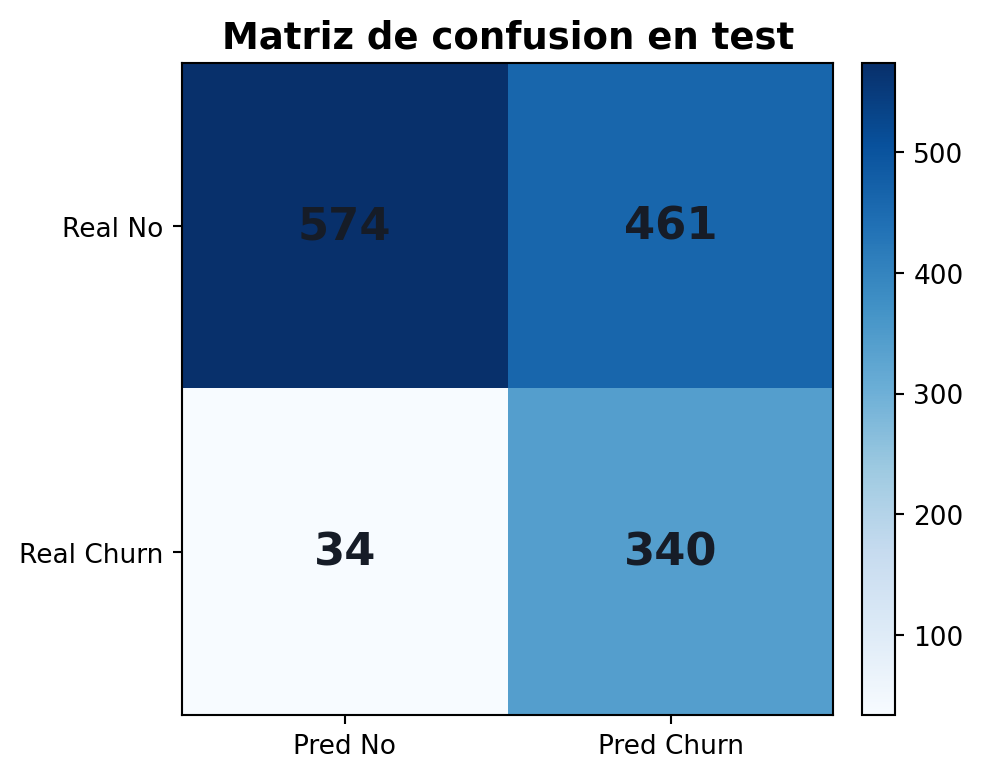 Matriz de confusion en test
Real No
574
461
Real Churn
34
340
Pred No
Pred Churn
500
400
300
200
100